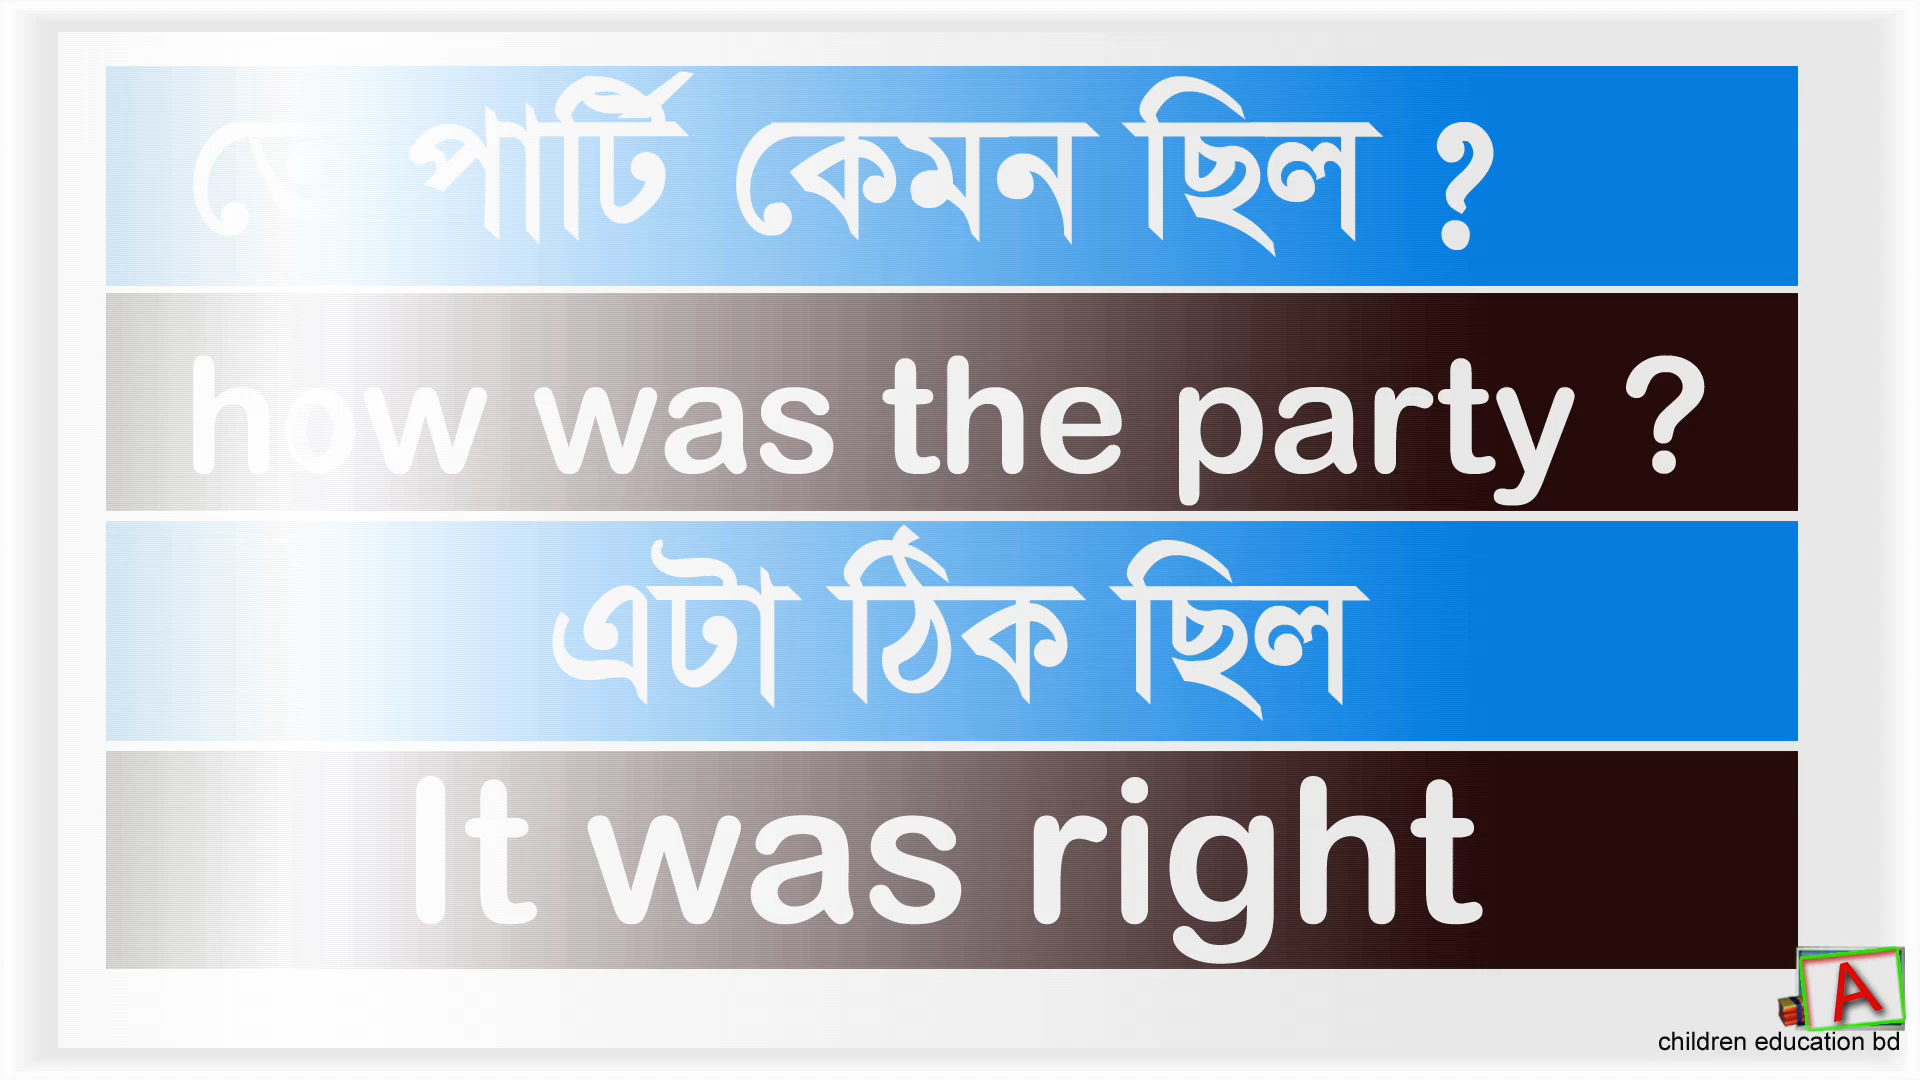 পার্টি কেমন ছিল ?
how was the party ?
এটা ঠিক ছিল
It was right
A
children education bd